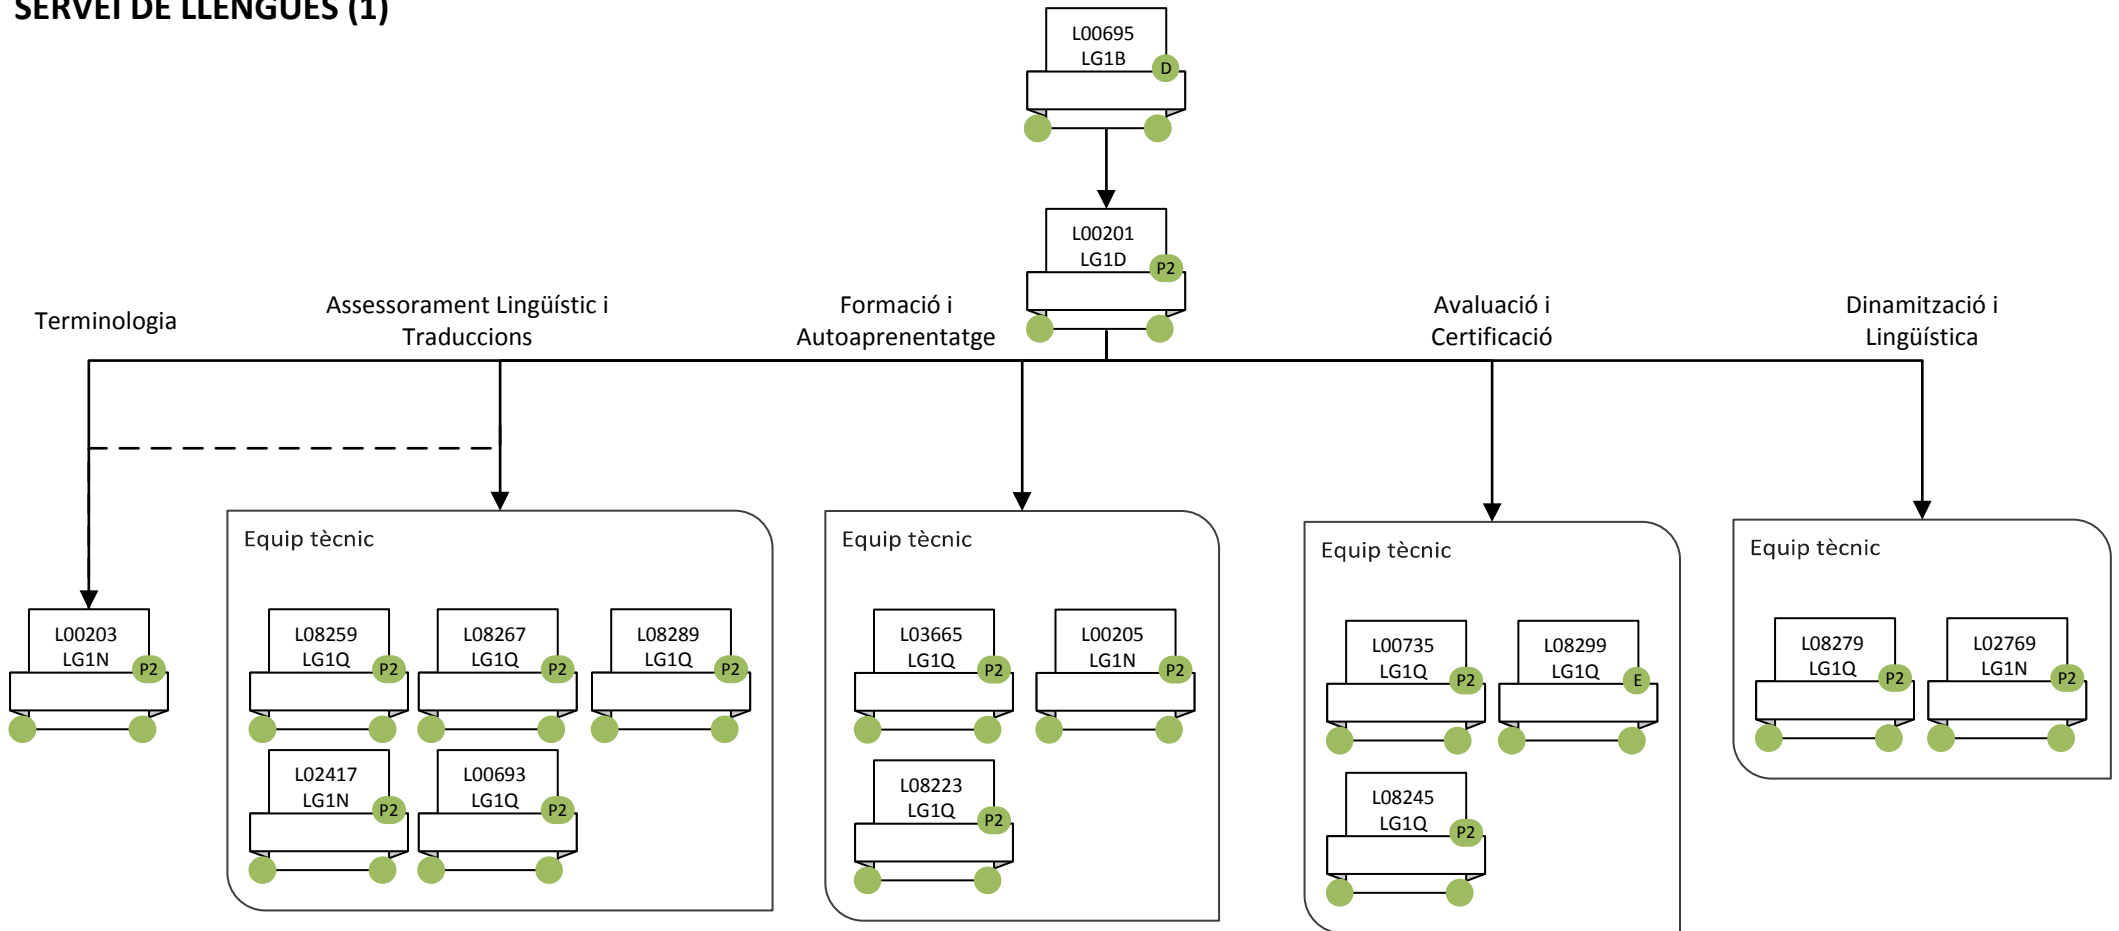 SERVEI DE LLENGÜES (1)
L00695
LG1B
D
L00201
LG1D
P2
Terminologia
Assessorament Lingüístic i
Traduccions
Formació i
Autoaprenentatge
Avaluació i
Certificació
Dinamització i
Lingüística
L00203
LG1N
P2
Equip tècnic
L08259
LG1Q
P2
L08267
LG1Q
P2
L08289
LG1Q
P2
L02417
LG1N
P2
L00693
LG1Q
P2
Equip tècnic
L03665
LG1Q
P2
L00205
LG1N
P2
L08223
LG1Q
P2
Equip tècnic
L00735
LG1Q
P2
L08299
LG1Q
E
L08245
LG1Q
P2
Equip tècnic
L08279
LG1Q
P2
L02769
LG1N
P2